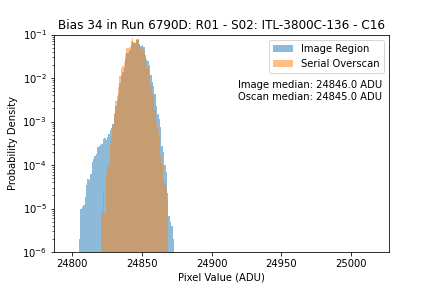 Bias 34 in Run 6790D: R01 - S02: ITL-3800C-136 - C16
Image Region
Serial Overscan
Image median: 24846.0 ADU
Oscan median: 24845.0 ADU
Probability Density
10⁻¹
10⁻²
10⁻³
10⁻⁴
10⁻⁵
10⁻⁶
24800 24850 24900 24950 25000
Pixel Value (ADU)